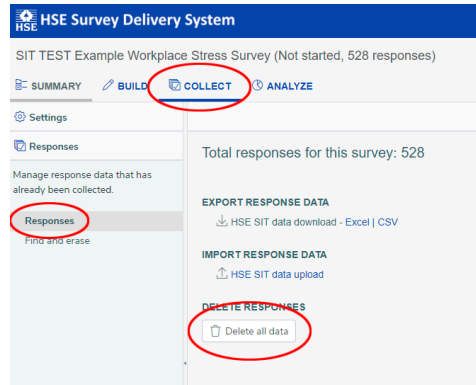 HSE HSE Survey Delivery System
SIT TEST Example Workplace Stress Survey (Not started, 528 responses)
SUMMARY BUILD COLLECT ANALYZE
Settings
Responses
Manage response data that has
already been collected.
Responses
Find and erase
Total responses for this survey: 528
EXPORT RESPONSE DATA
HSE SIT data download - Excel | CSV
IMPORT RESPONSE DATA
HSE SIT data upload
DELETE RESPONSES
Delete all data